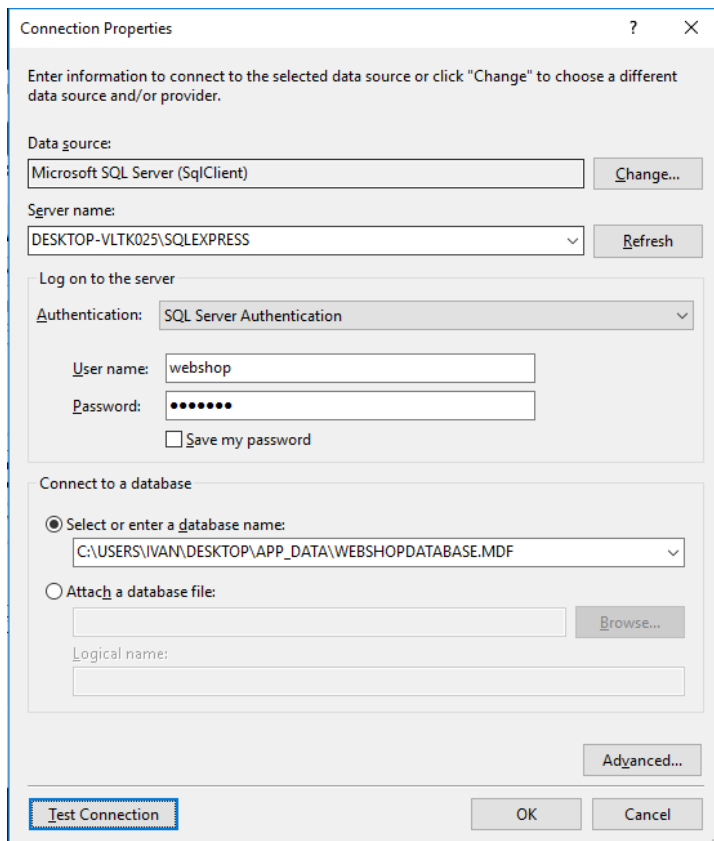 Connection Properties
?
Enter information to connect to the selected data source or click "Change" to choose a different
data source and/or provider.
Data source:
Microsoft SQL Server (SqlClient)
Change...
Server name:
DESKTOP-VLTK025\SQLEXPRESS
Refresh
Log on to the server
Authentication:
SQL Server Authentication
User name:
webshop
Password:
•••••••
Save my password
Connect to a database
Select or enter a database name:
C:\USERS\IVAN\DESKTOP\APP_DATA\WEBSHOPDATABASE.MDF
Attach a database file:
Browse...
Logical name:
Advanced...
Test Connection
OK
Cancel